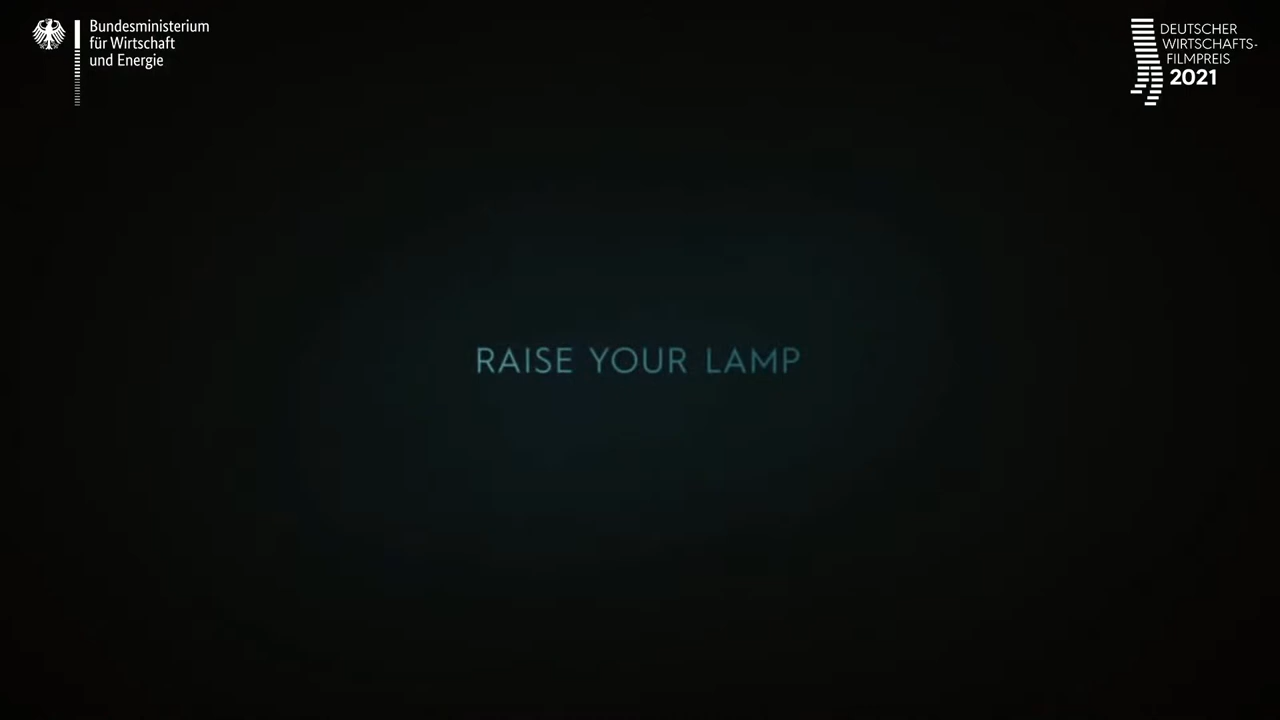 Bundesministerium
für Wirtschaft
und Energie
DEUTSCHER
WIRTSCHAFTS-
FILMPREIS
2021
RAISE YOUR LAMP